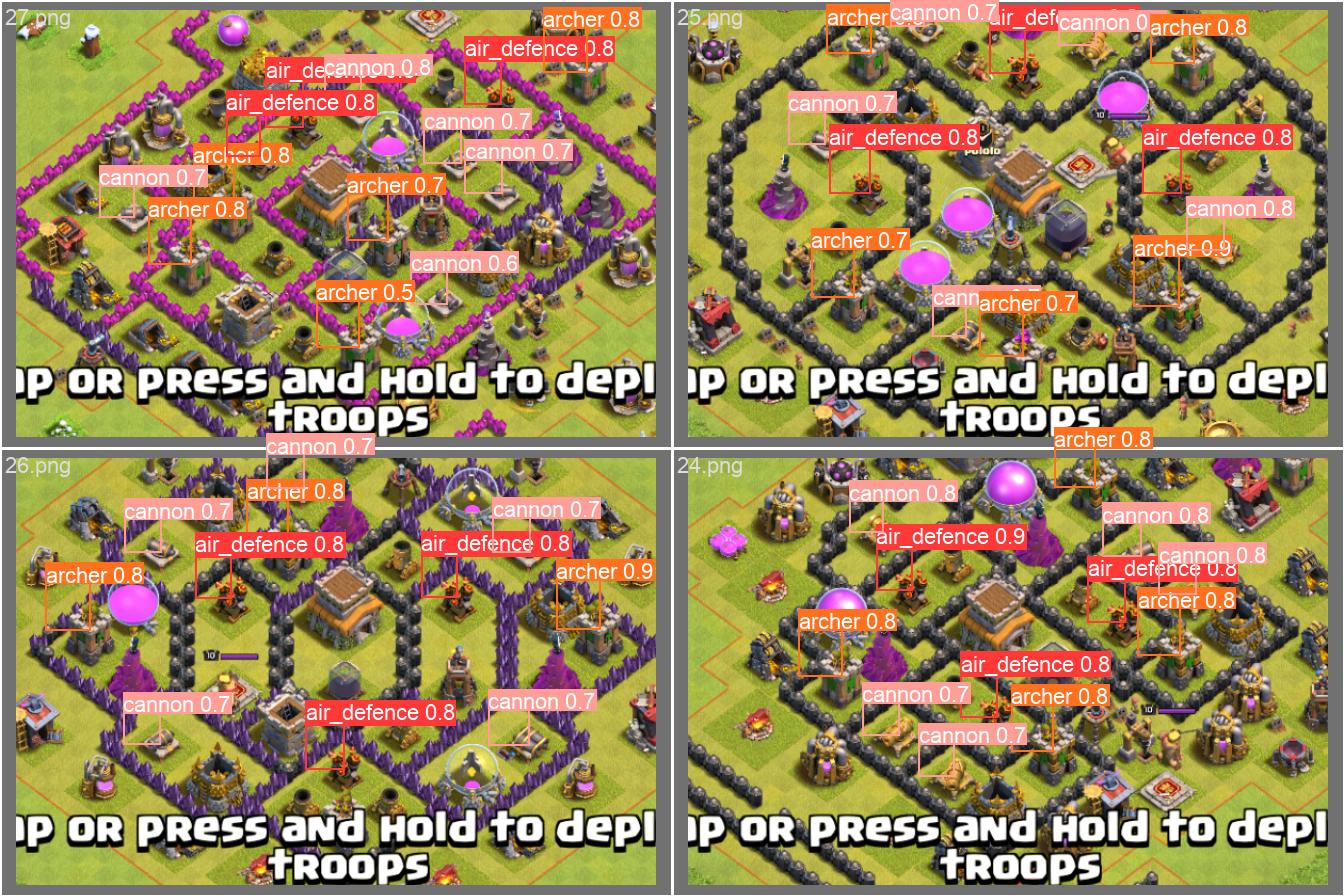 27.png
archer 0.8
air_defence 0.8
cannon 0.8
air_defence 0.8
cannon 0.7
cannon 0.7
archer 0.8
cannon 0.7
archer 0.7
archer 0.8
cannon 0.6
archer 0.5
OP OR PRESS AND HOLD TO DEPL
TROOPS
25.png
archer
cannon 0.7
cannon 0
archer 0.8
cannon 0.7
10
air_defence 0.8
air_defence 0.8
cannon 0.8
archer 0.7
archer 0.9
archer 0.7
OP OR PRESS AND HOLD TO DEPL
TROOPS
26.png
cannon 0.7
archer 0.8
cannon 0.7
cannon 0.7
air_defence 0.8
air_defence 0.8
archer 0.8
archer 0.9
10
cannon 0.7
cannon 0.7
air_defence 0.8
OP OR PRESS AND HOLD TO DEPL
TROOPS
24.png
archer 0.8
cannon 0.8
cannon 0.8
air_defence 0.9
cannon 0.8
air_defence 0.8
archer 0.8
archer 0.8
air_defence 0.8
cannon 0.7
archer 0.8
10
cannon 0.7
OP OR PRESS AND HOLD TO DEPL
TROOPS